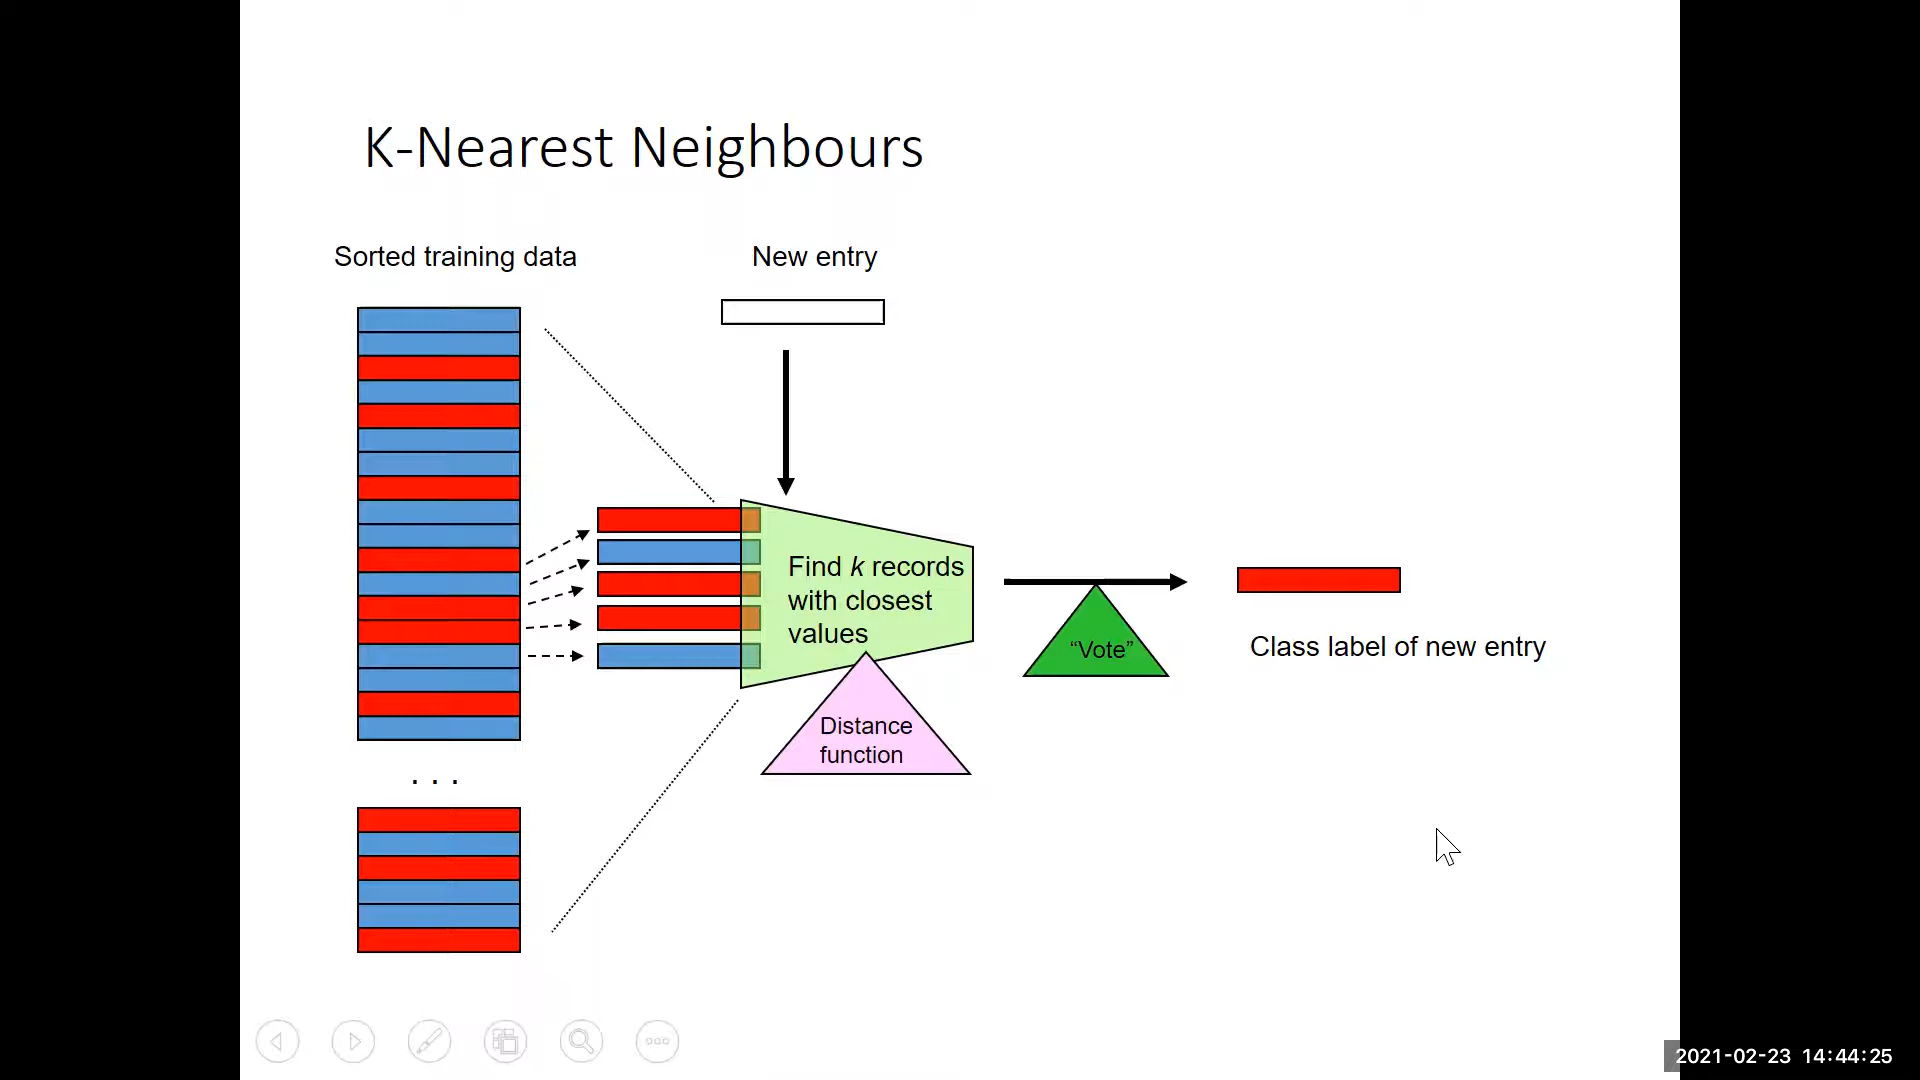 K-Nearest Neighbours
Sorted training data
New entry
Find k records
with closest
values
"Vote"
Class label of new entry
Distance
function
. . .
2021-02-23 14:44:25